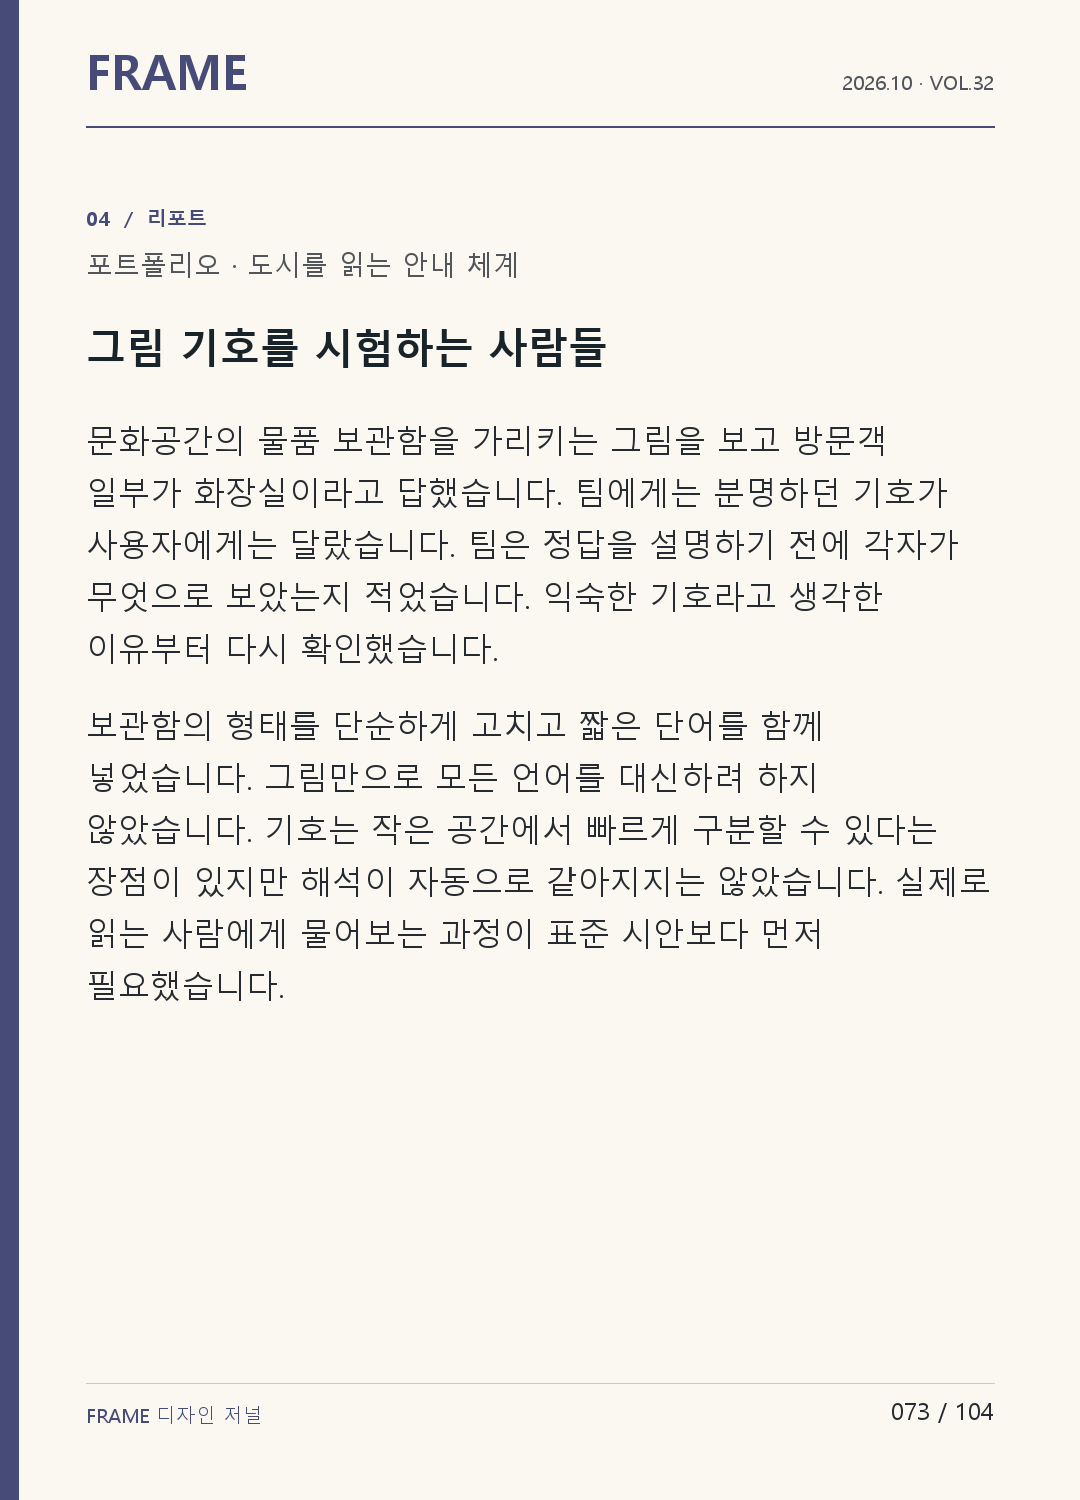 FRAME
2026.10 · VOL.32
04 / 리포트
포트폴리오 · 도시를 읽는 안내 체계
그림 기호를 시험하는 사람들
문화공간의 물품 보관함을 가리키는 그림을 보고 방문객
일부가 화장실이라고 답했습니다. 팀에게는 분명하던 기호가
사용자에게는 달랐습니다. 팀은 정답을 설명하기 전에 각자가
무엇으로 보았는지 적었습니다. 익숙한 기호라고 생각한
이유부터 다시 확인했습니다.
보관함의 형태를 단순하게 고치고 짧은 단어를 함께
넣었습니다. 그림만으로 모든 언어를 대신하려 하지
않았습니다. 기호는 작은 공간에서 빠르게 구분할 수 있다는
장점이 있지만 해석이 자동으로 같아지지는 않았습니다. 실제로
읽는 사람에게 물어보는 과정이 표준 시안보다 먼저
필요했습니다.
FRAME 디자인 저널
073 / 104